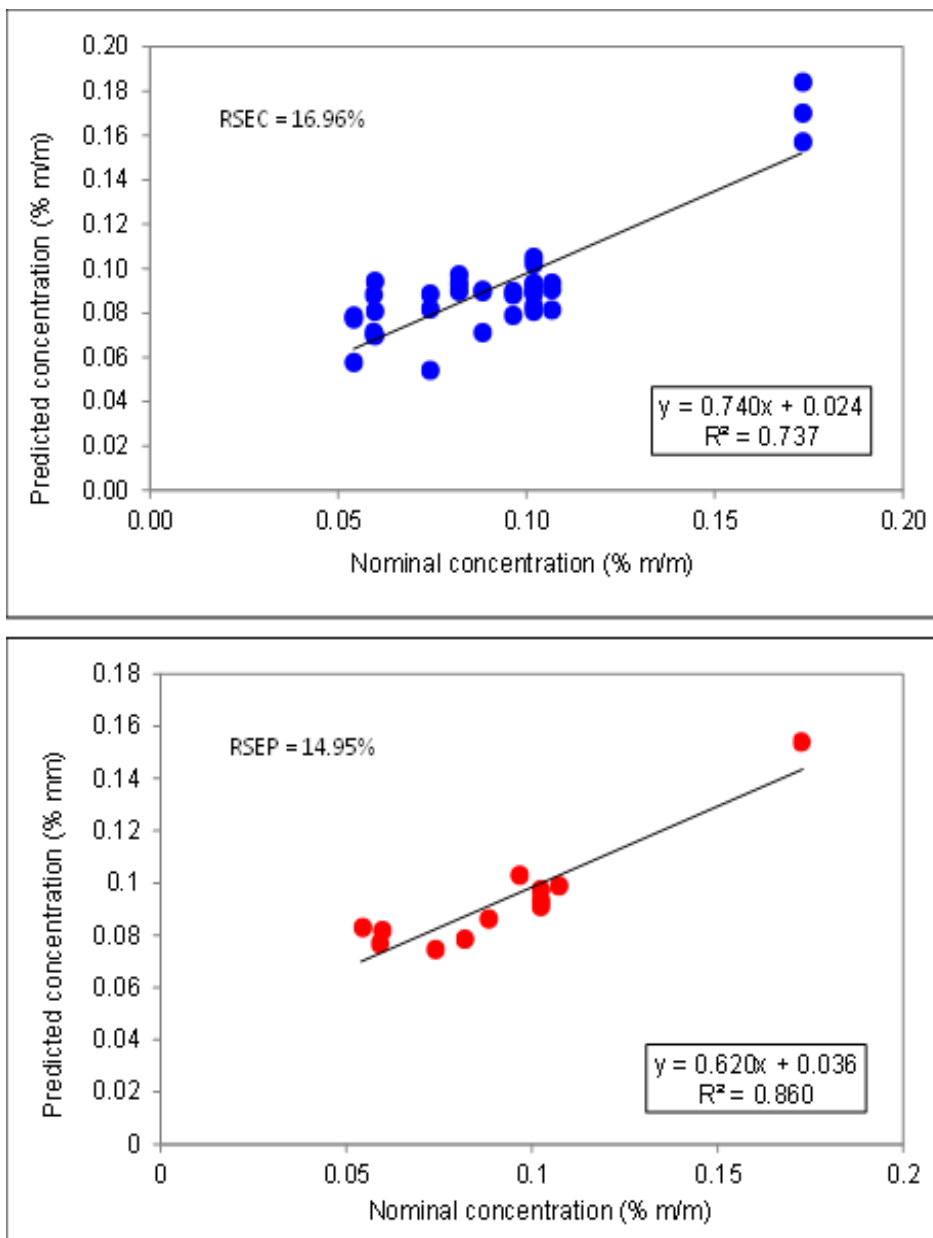 0.20
0.18
0.16
0.14
0.12
0.10
0.08
0.06
0.04
0.02
0.00
Predicted concentration (% m/m)
RSEC = 16.96%
y = 0.740x + 0.024
R² = 0.737
0.00 0.05 0.10 0.15 0.20
Nominal concentration (% m/m)
0.18
0.16
0.14
0.12
0.1
0.08
0.06
0.04
0.02
0
Predicted concentration (% mm)
RSEP = 14.95%
y = 0.620x + 0.036
R² = 0.860
0 0.05 0.1 0.15 0.2
Nominal concentration (% m/m)